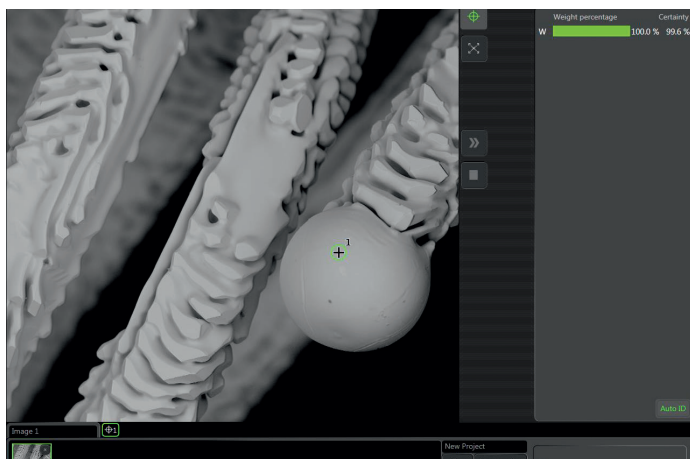 Weight percentage Certainty
W 100.0 % 99.6 %
1
Auto ID
Image 1
1
New Project